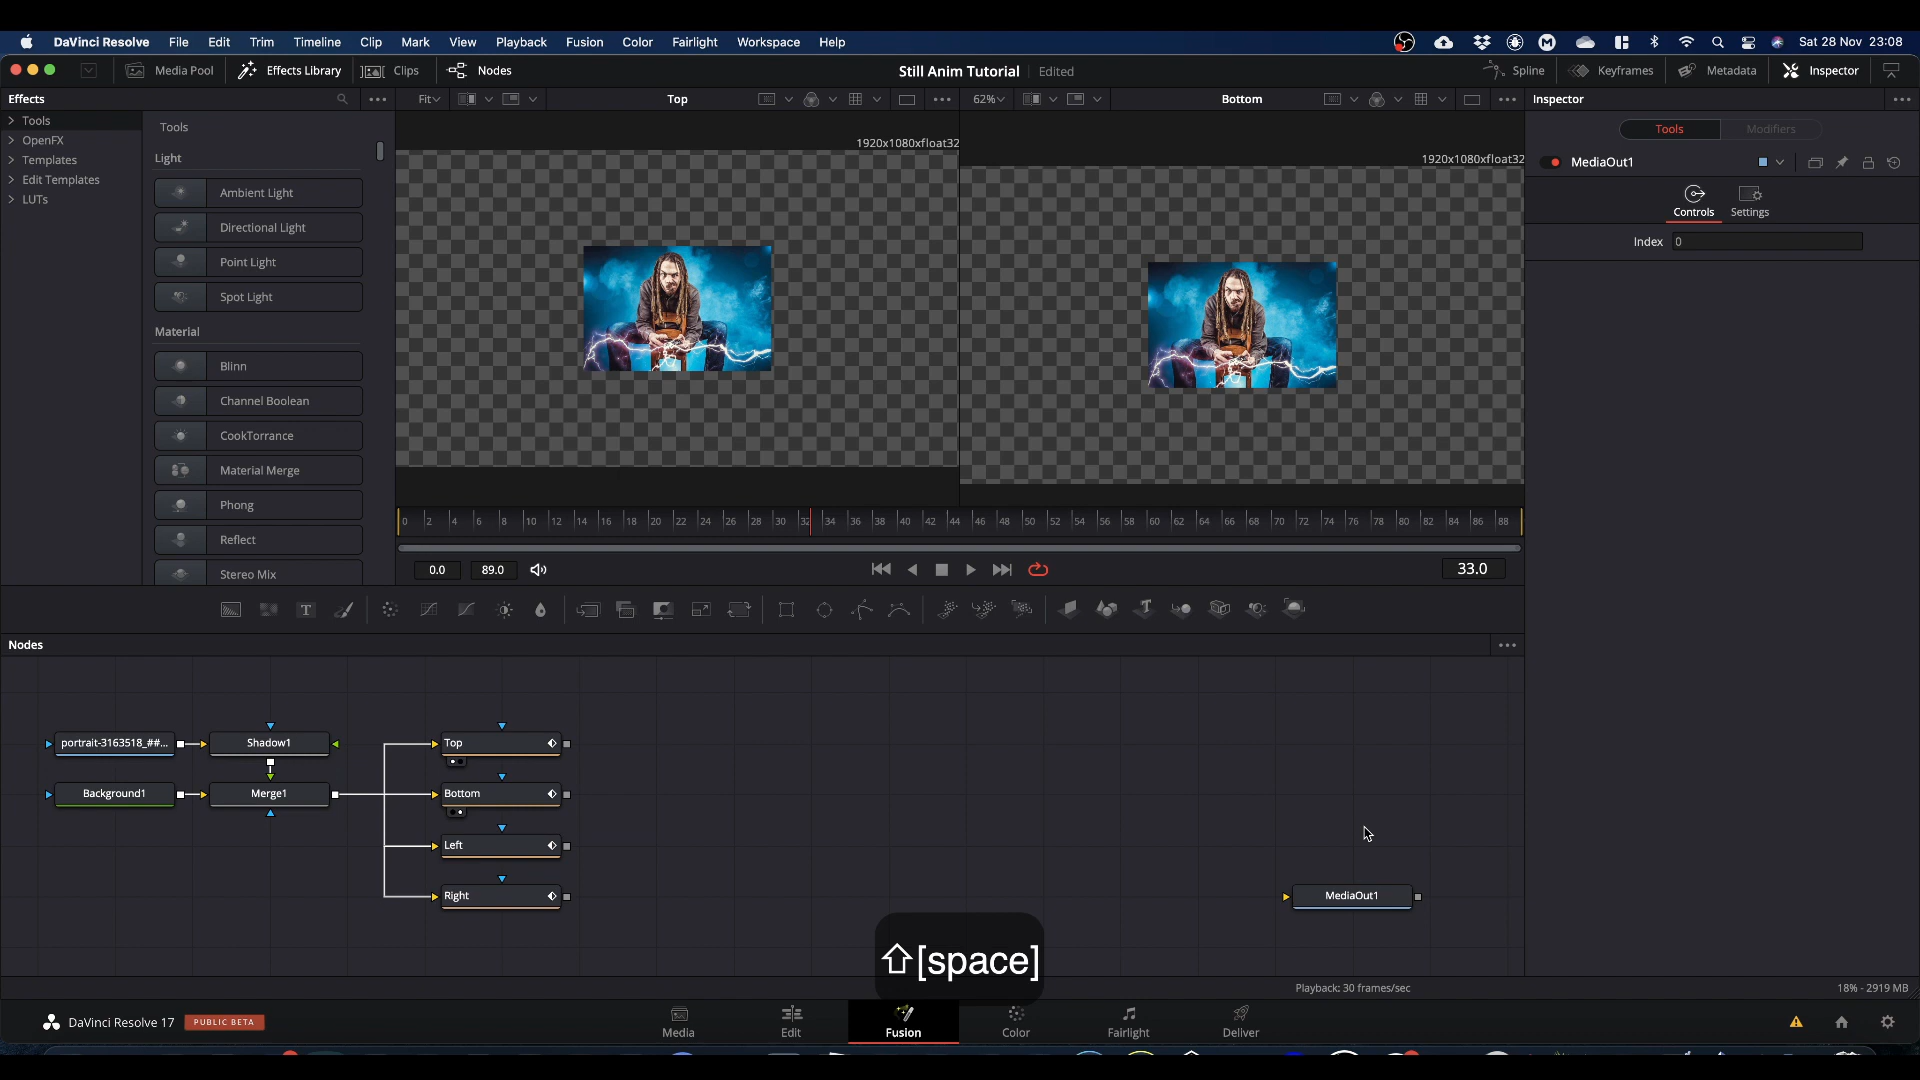 DaVinci Resolve File Edit Trim Timeline Clip Mark View Playback Fusion Color Fairlight Workspace Help
Sat 28 Nov 23:08
Media Pool Effects Library Clips Nodes
Still Anim Tutorial Edited
Spline Keyframes Metadata Inspector
Effects
Fit Top
62% Bottom
Inspector
Tools
OpenFX
Templates
Edit Templates
LUTs
Tools
Light
Ambient Light
Directional Light
Point Light
Spot Light
Material
Blinn
Channel Boolean
CookTorrance
Material Merge
Phong
Reflect
Stereo Mix
1920x1080xfloat32
1920x1080xfloat32
Tools Modifiers
MediaOut1
Controls Settings
Index 0
0 2 4 6 8 10 12 14 16 18 20 22 24 26 28 30 32 34 36 38 40 42 44 46 48 50 52 54 56 58 60 62 64 66 68 70 72 74 76 78 80 82 84 86 88
0.0 89.0 33.0
T
Nodes
portrait-3163518_##... Shadow1
Background1 Merge1
Top
Bottom
Left
Right
MediaOut1
⇧[space]
Playback: 30 frames/sec
18% - 2919 MB
DaVinci Resolve 17 PUBLIC BETA
Media Edit Fusion Color Fairlight Deliver